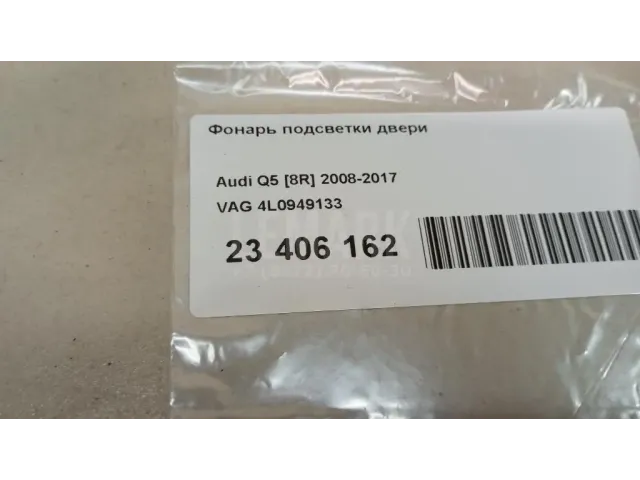 Фонарь подсветки двери
Audi Q5 [8R] 2008-2017
VAG 4L0949133
23 406 162